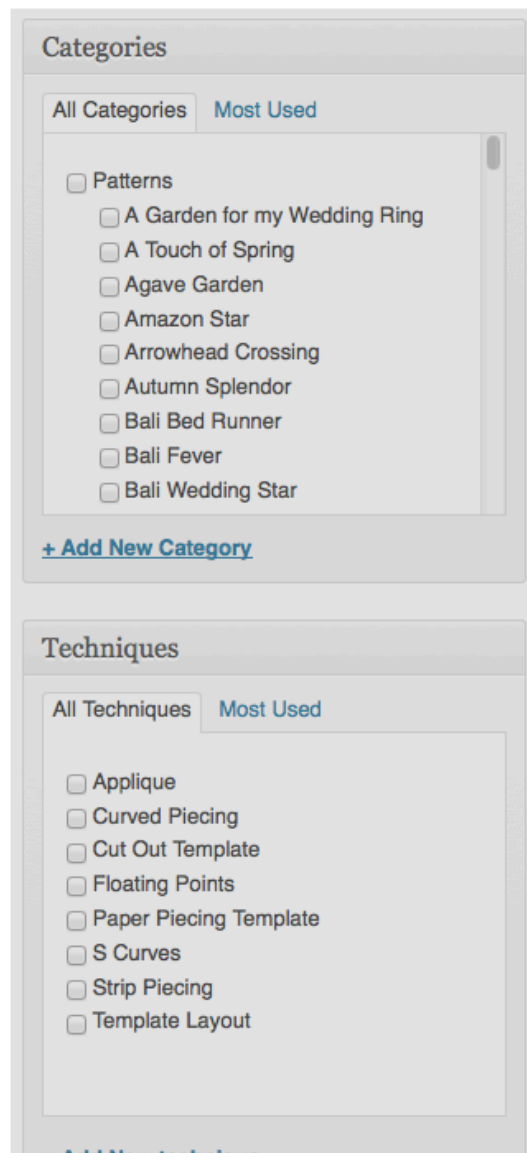 Categories
All Categories Most Used
Patterns
A Garden for my Wedding Ring
A Touch of Spring
Agave Garden
Amazon Star
Arrowhead Crossing
Autumn Splendor
Bali Bed Runner
Bali Fever
Bali Wedding Star
+ Add New Category
Techniques
All Techniques Most Used
Applique
Curved Piecing
Cut Out Template
Floating Points
Paper Piecing Template
S Curves
Strip Piecing
Template Layout